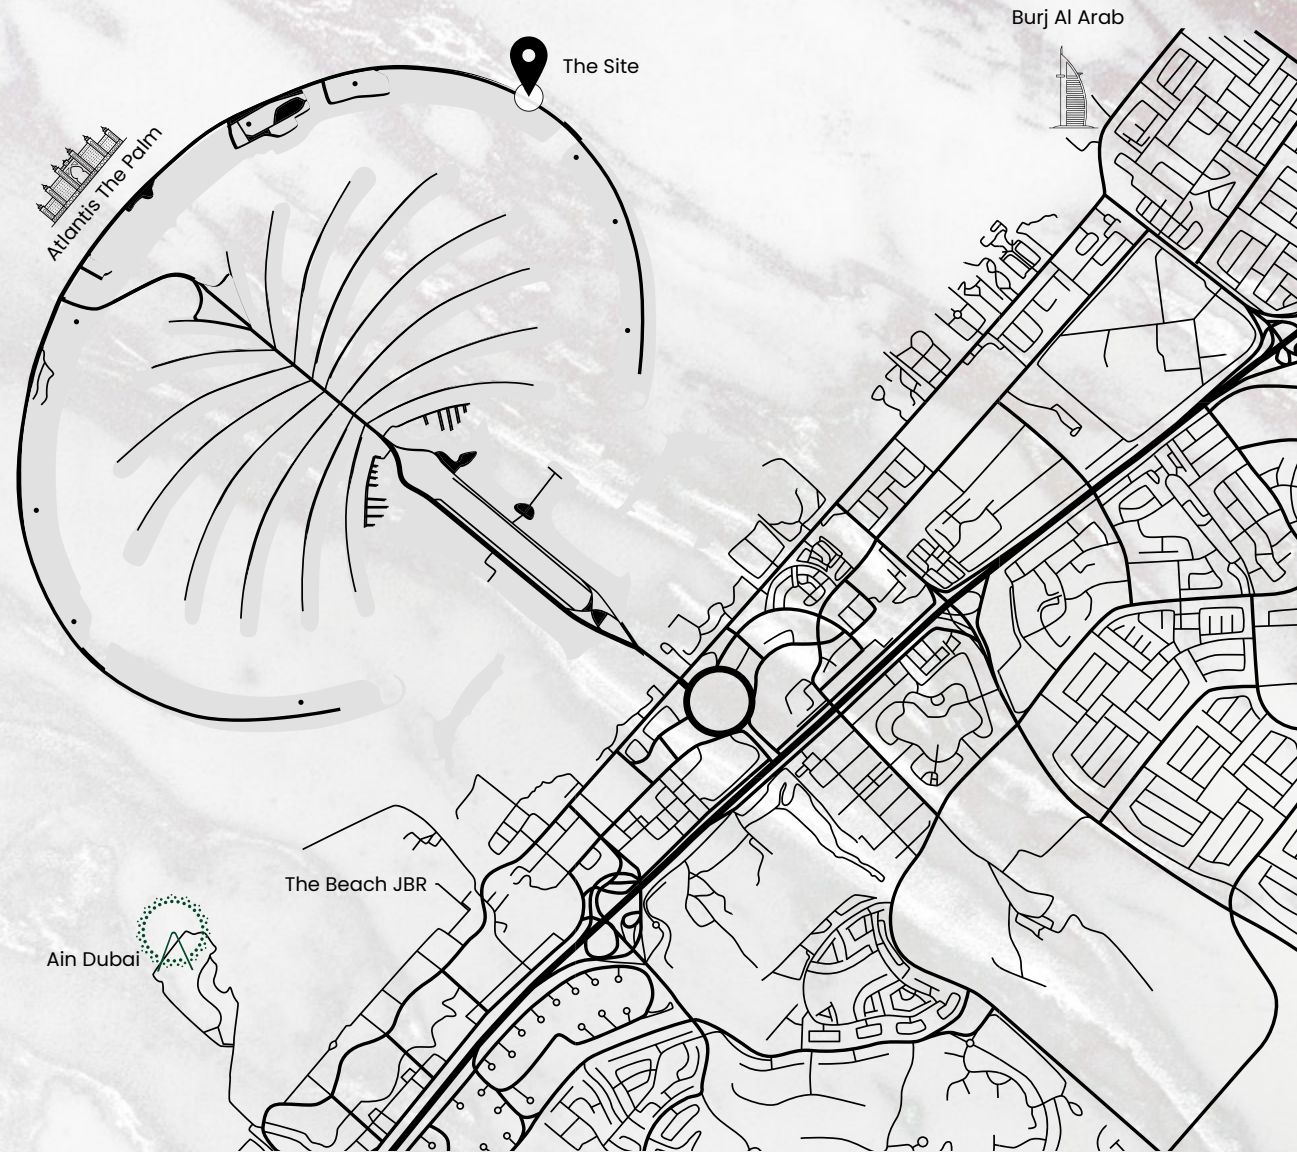 Burj Al Arab
The Site
Atlantis The Palm
The Beach JBR
Ain Dubai